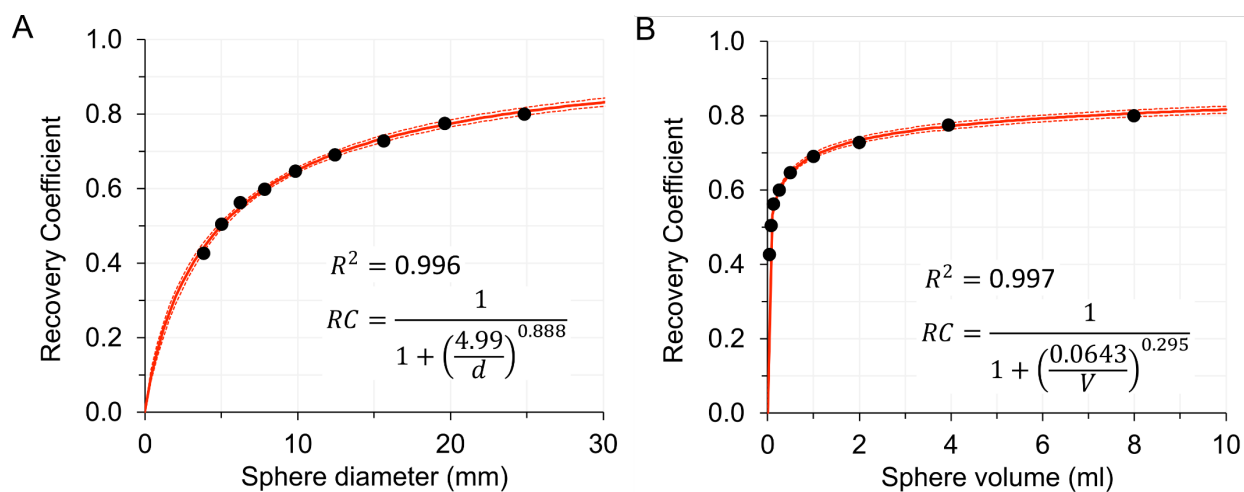 A
1.0
0.8
0.6
0.4
0.2
0.0
Recovery Coefficient
R² = 0.996
RC = 1 / (1 + (4.99/d)^0.888)
0 10 20 30
Sphere diameter (mm)
B
1.0
0.8
0.6
0.4
0.2
0.0
Recovery Coefficient
R² = 0.997
RC = 1 / (1 + (0.0643/V)^0.295)
0 2 4 6 8 10
Sphere volume (ml)